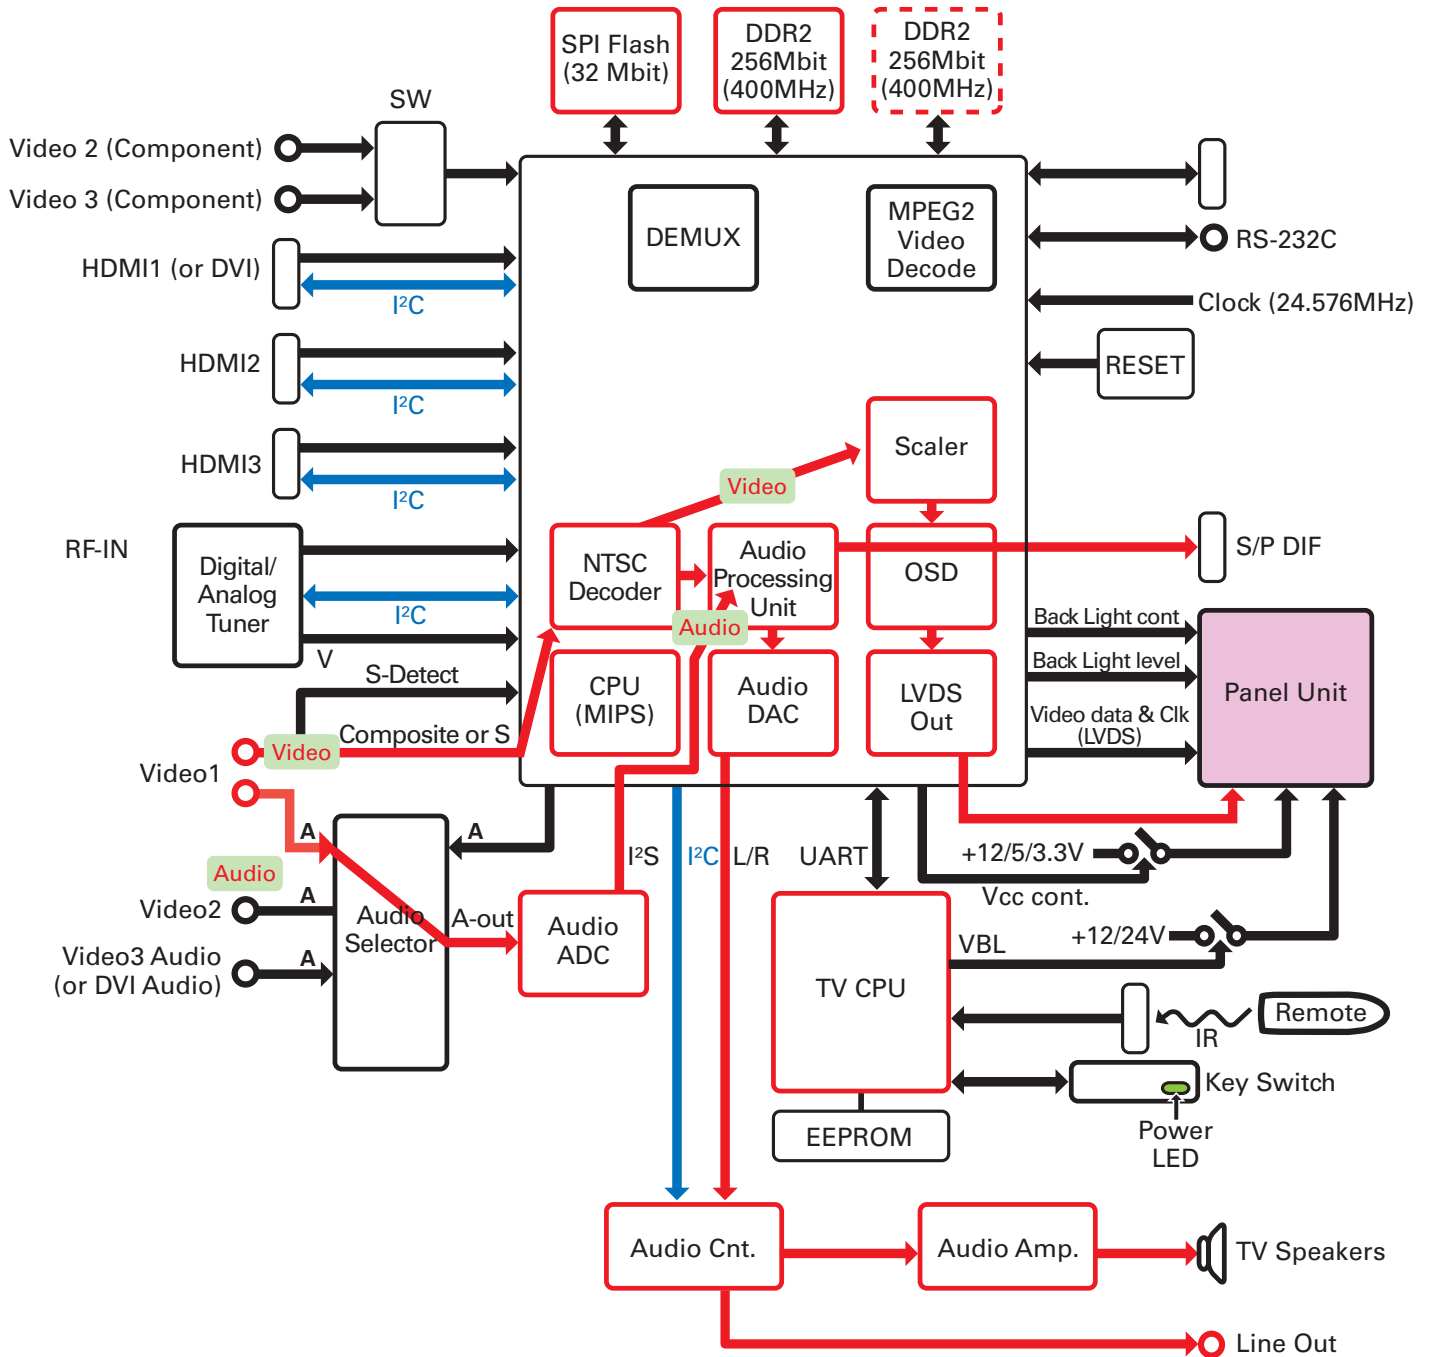 SPI Flash
(32 Mbit)
DDR2
256Mbit
(400MHz)
DDR2
256Mbit
(400MHz)
SW
Video 2 (Component)
Video 3 (Component)
HDMI1 (or DVI)
I²C
HDMI2
I²C
HDMI3
I²C
RF-IN
Digital/
Analog
Tuner
I²C
V
S-Detect
Composite or S
Video
Video1
A
A
Audio
Video2
A
Video3 Audio
(or DVI Audio)
A
Audio
Selector
A-out
Audio
ADC
DEMUX
MPEG2
Video
Decode
RS-232C
Clock (24.576MHz)
RESET
Scaler
Video
NTSC
Decoder
Audio
Processing
Unit
OSD
S/P DIF
Audio
CPU
(MIPS)
Audio
DAC
LVDS
Out
Back Light cont
Back Light level
Video data & Clk
(LVDS)
Panel Unit
I²S
I²C
L/R
UART
+12/5/3.3V
Vcc cont.
+12/24V
VBL
TV CPU
IR
Remote
Key Switch
Power
LED
EEPROM
Audio Cnt.
Audio Amp.
TV Speakers
Line Out